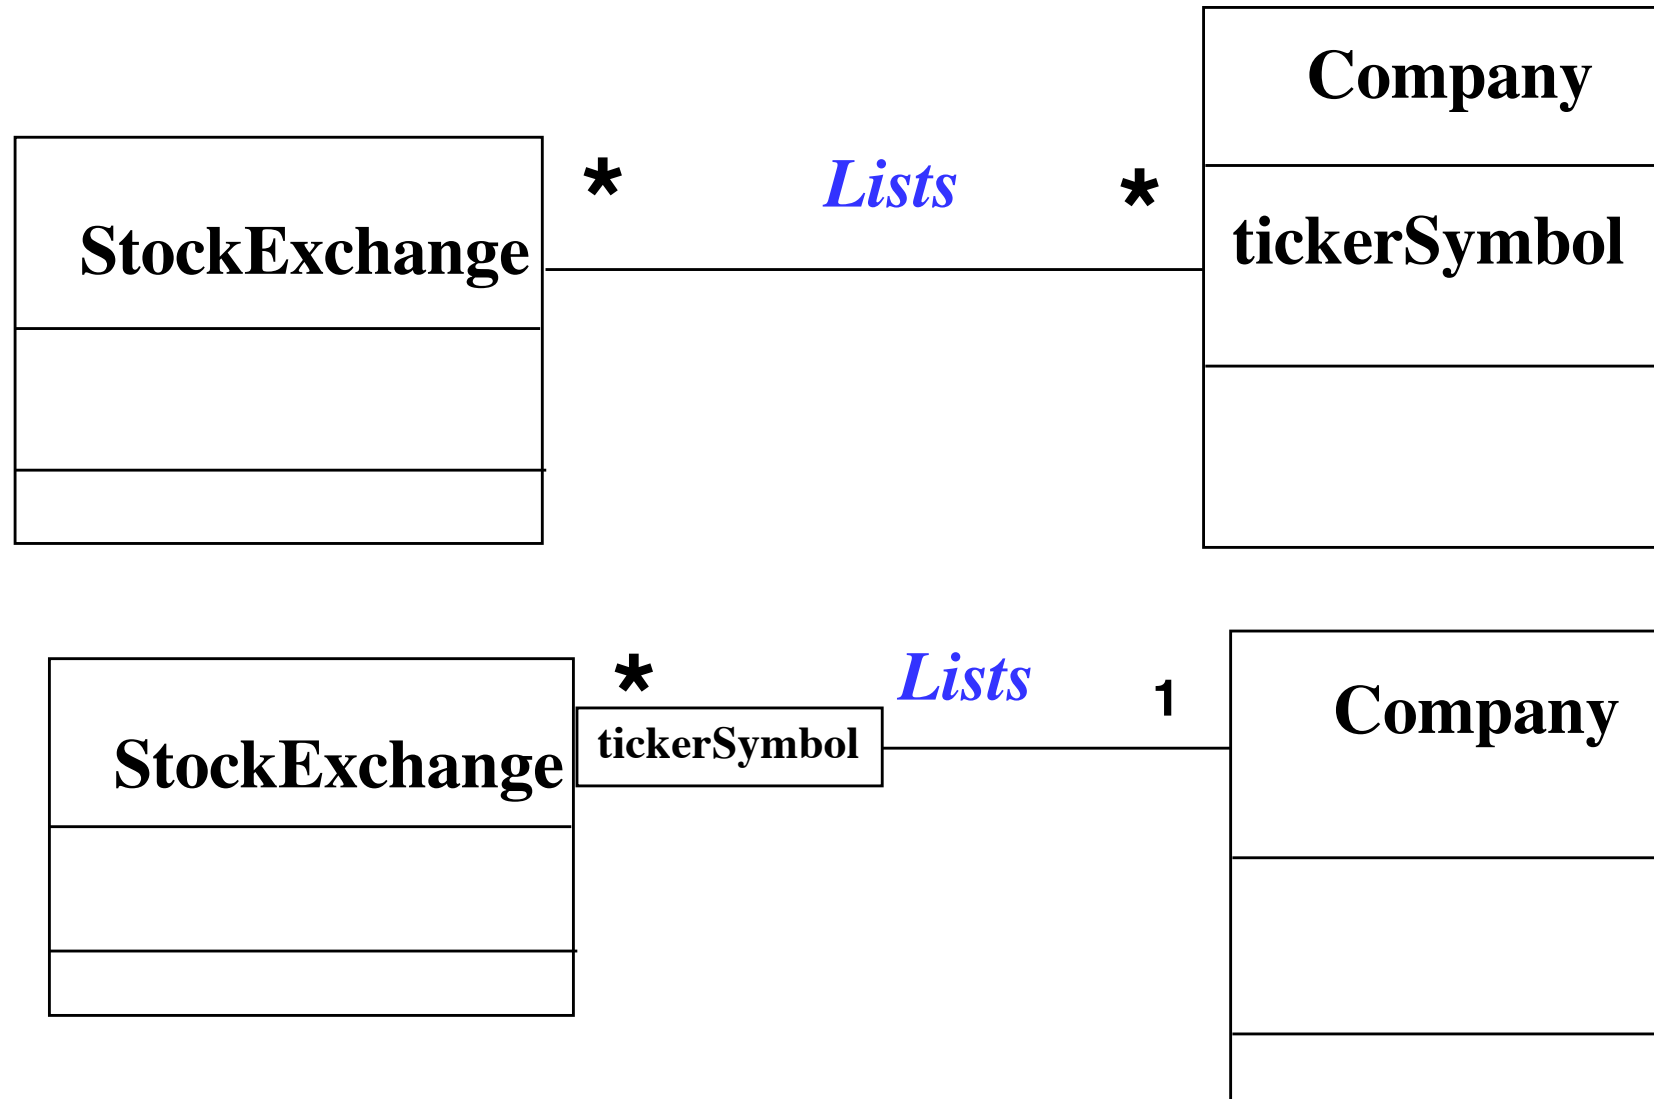 Company
* Lists *
StockExchange
tickerSymbol
* Lists 1
Company
tickerSymbol
StockExchange